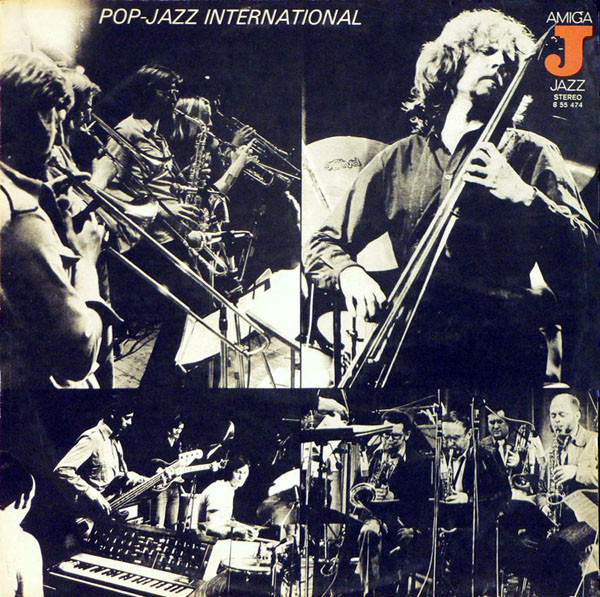 POP-JAZZ INTERNATIONAL
AMIGA
J
JAZZ
STEREO
8 55 474